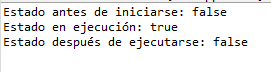 Estado antes de iniciarse: false
Estado en ejecución: true
Estado después de ejecutarse: false